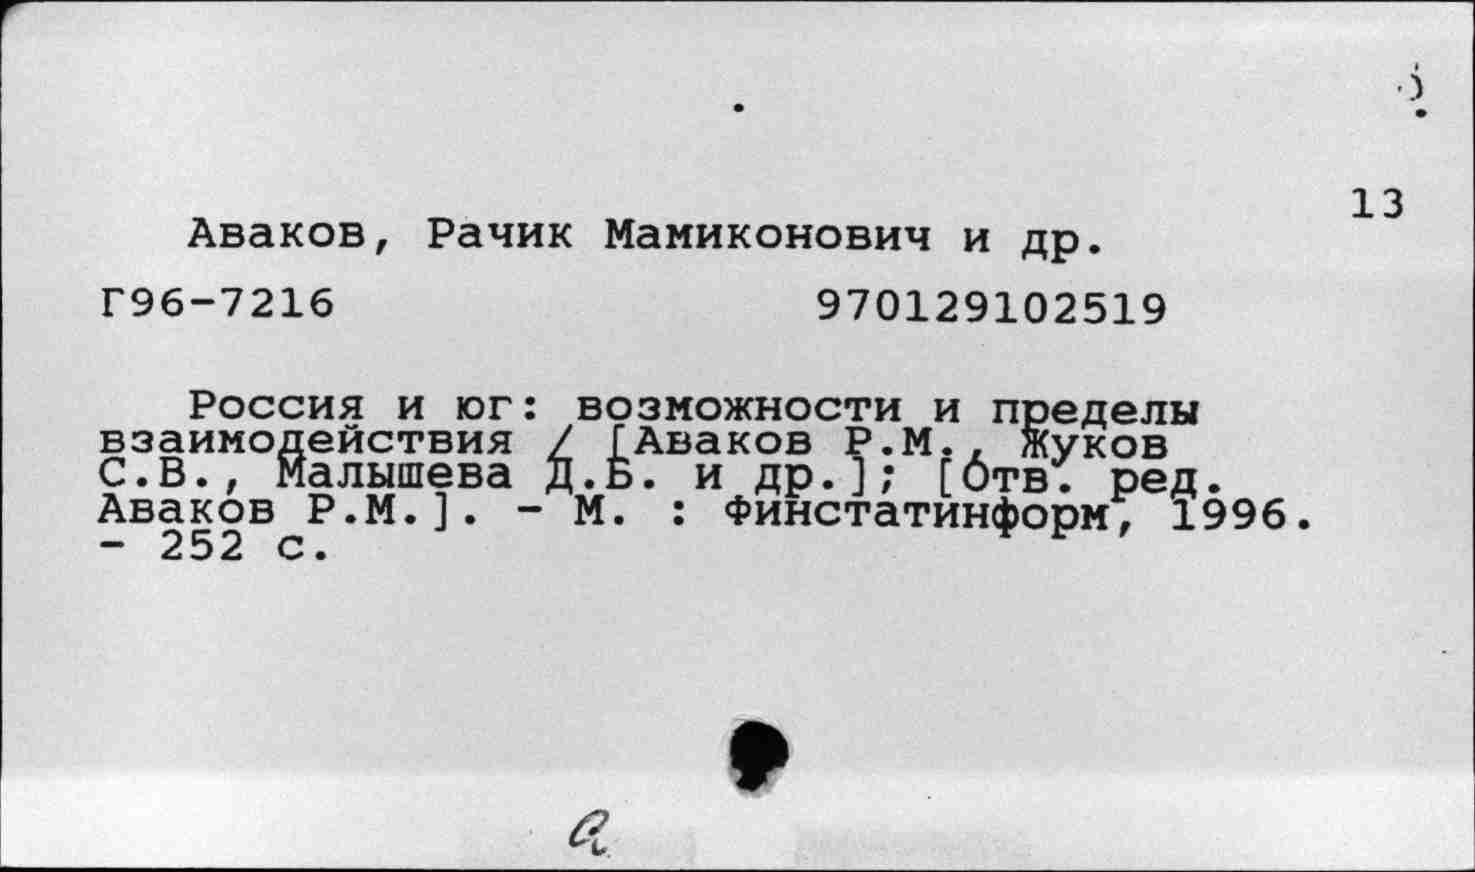 13
Аваков, Рачик Мамиконович и др.
Г96-7216 970129102519
Россия и юг: возможности и пределы
взаимодействия / [Аваков Р.М., Жуков
С.В., Малышева Д.Б. и др.]; [Отв. ред.
Аваков Р.М.]. - М. : Финстатинформ, 1996.
- 252 с.